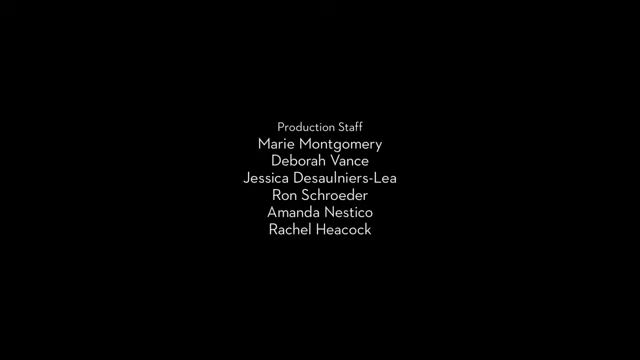 Production Staff
Marie Montgomery
Deborah Vance
Jessica Desaulniers-Lea
Ron Schroeder
Amanda Nestico
Rachel Heacock